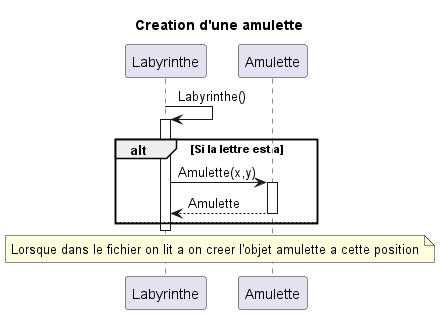 Creation d'une amulette
Labyrinthe Amulette
Labyrinthe()
alt [Si la lettre est a]
Amulette(x,y)
Amulette
Lorsque dans le fichier on lit a on creer l'objet amulette a cette position
Labyrinthe Amulette